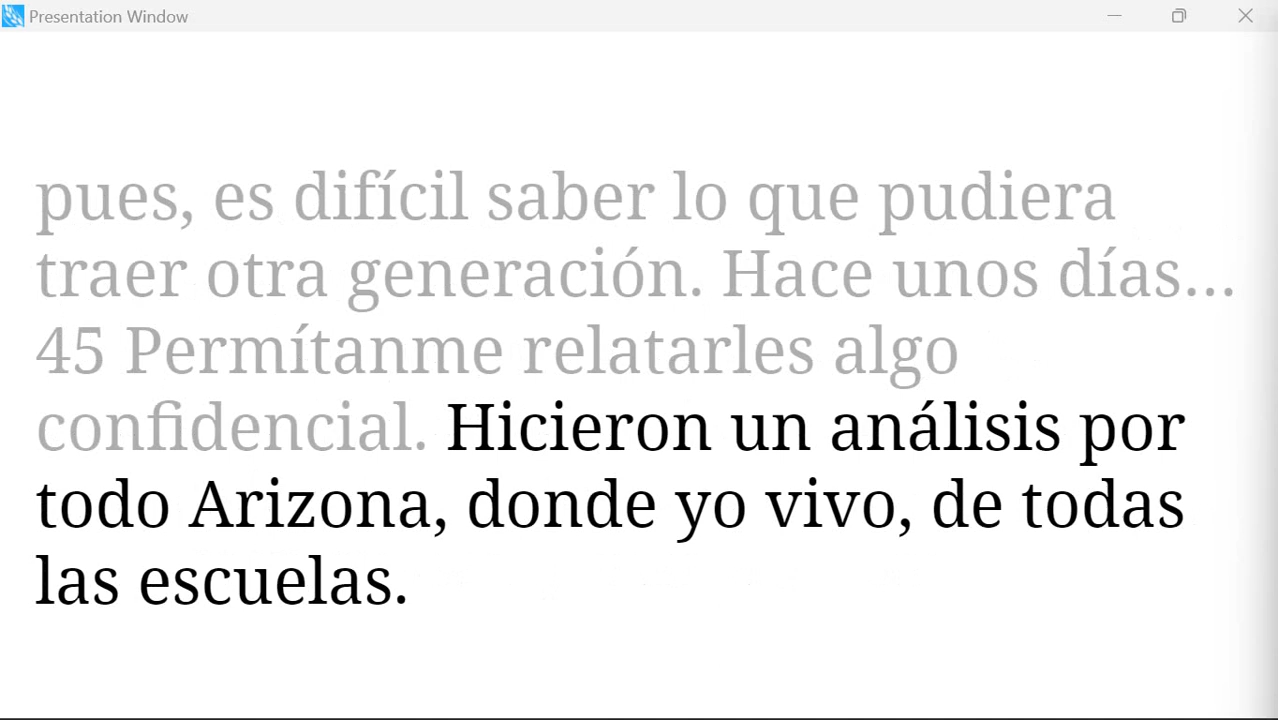 Presentation Window
pues, es difícil saber lo que pudiera
traer otra generación. Hace unos días...
45 Permítanme relatarles algo
confidencial. Hicieron un análisis por
todo Arizona, donde yo vivo, de todas
las escuelas.